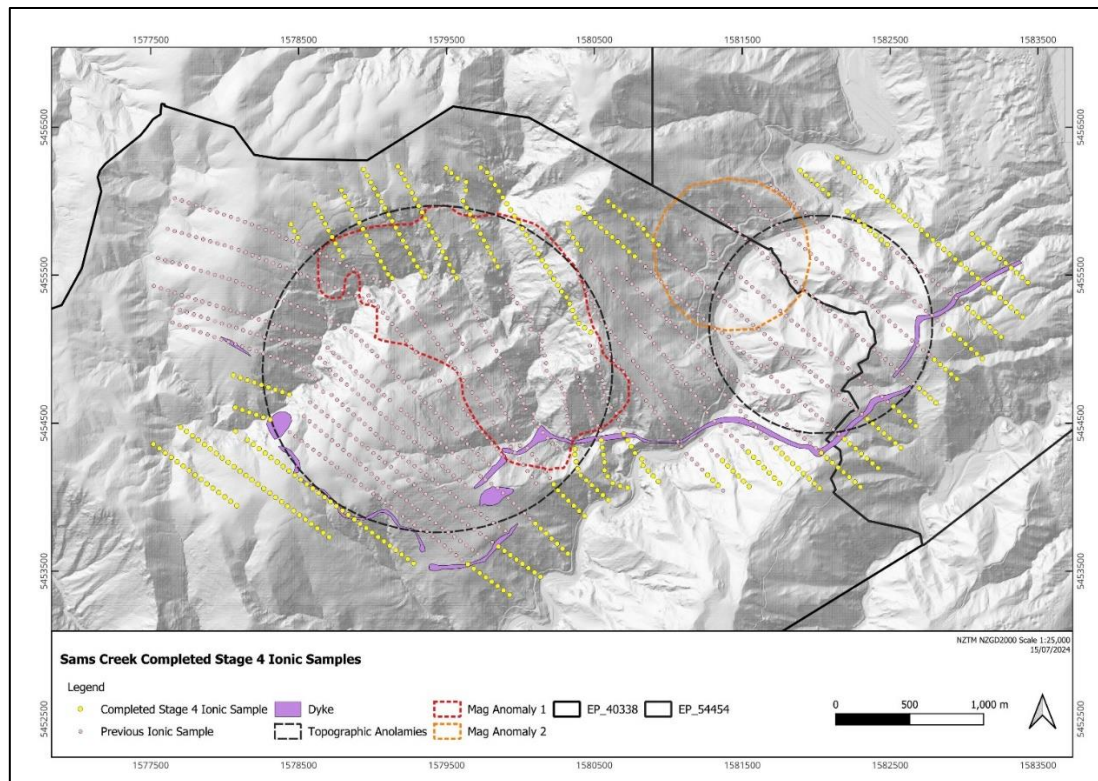 1577500 1578500 1579500 1580500 1581500 1582500 1583500
5456500 5456500
5455500 5455500
5454500 5454500
5453500 5453500
NZTM NZGD2000 Scale 1:25,000
15/07/2024
Sams Creek Completed Stage 4 Ionic Samples
Legend
Completed Stage 4 Ionic Sample Dyke Mag Anomaly 1 EP_40338 EP_54454
Previous Ionic Sample Topographic Anolamies Mag Anomaly 2
0 500 1,000 m
5452500 5452500
1577500 1578500 1579500 1580500 1581500 1582500 1583500